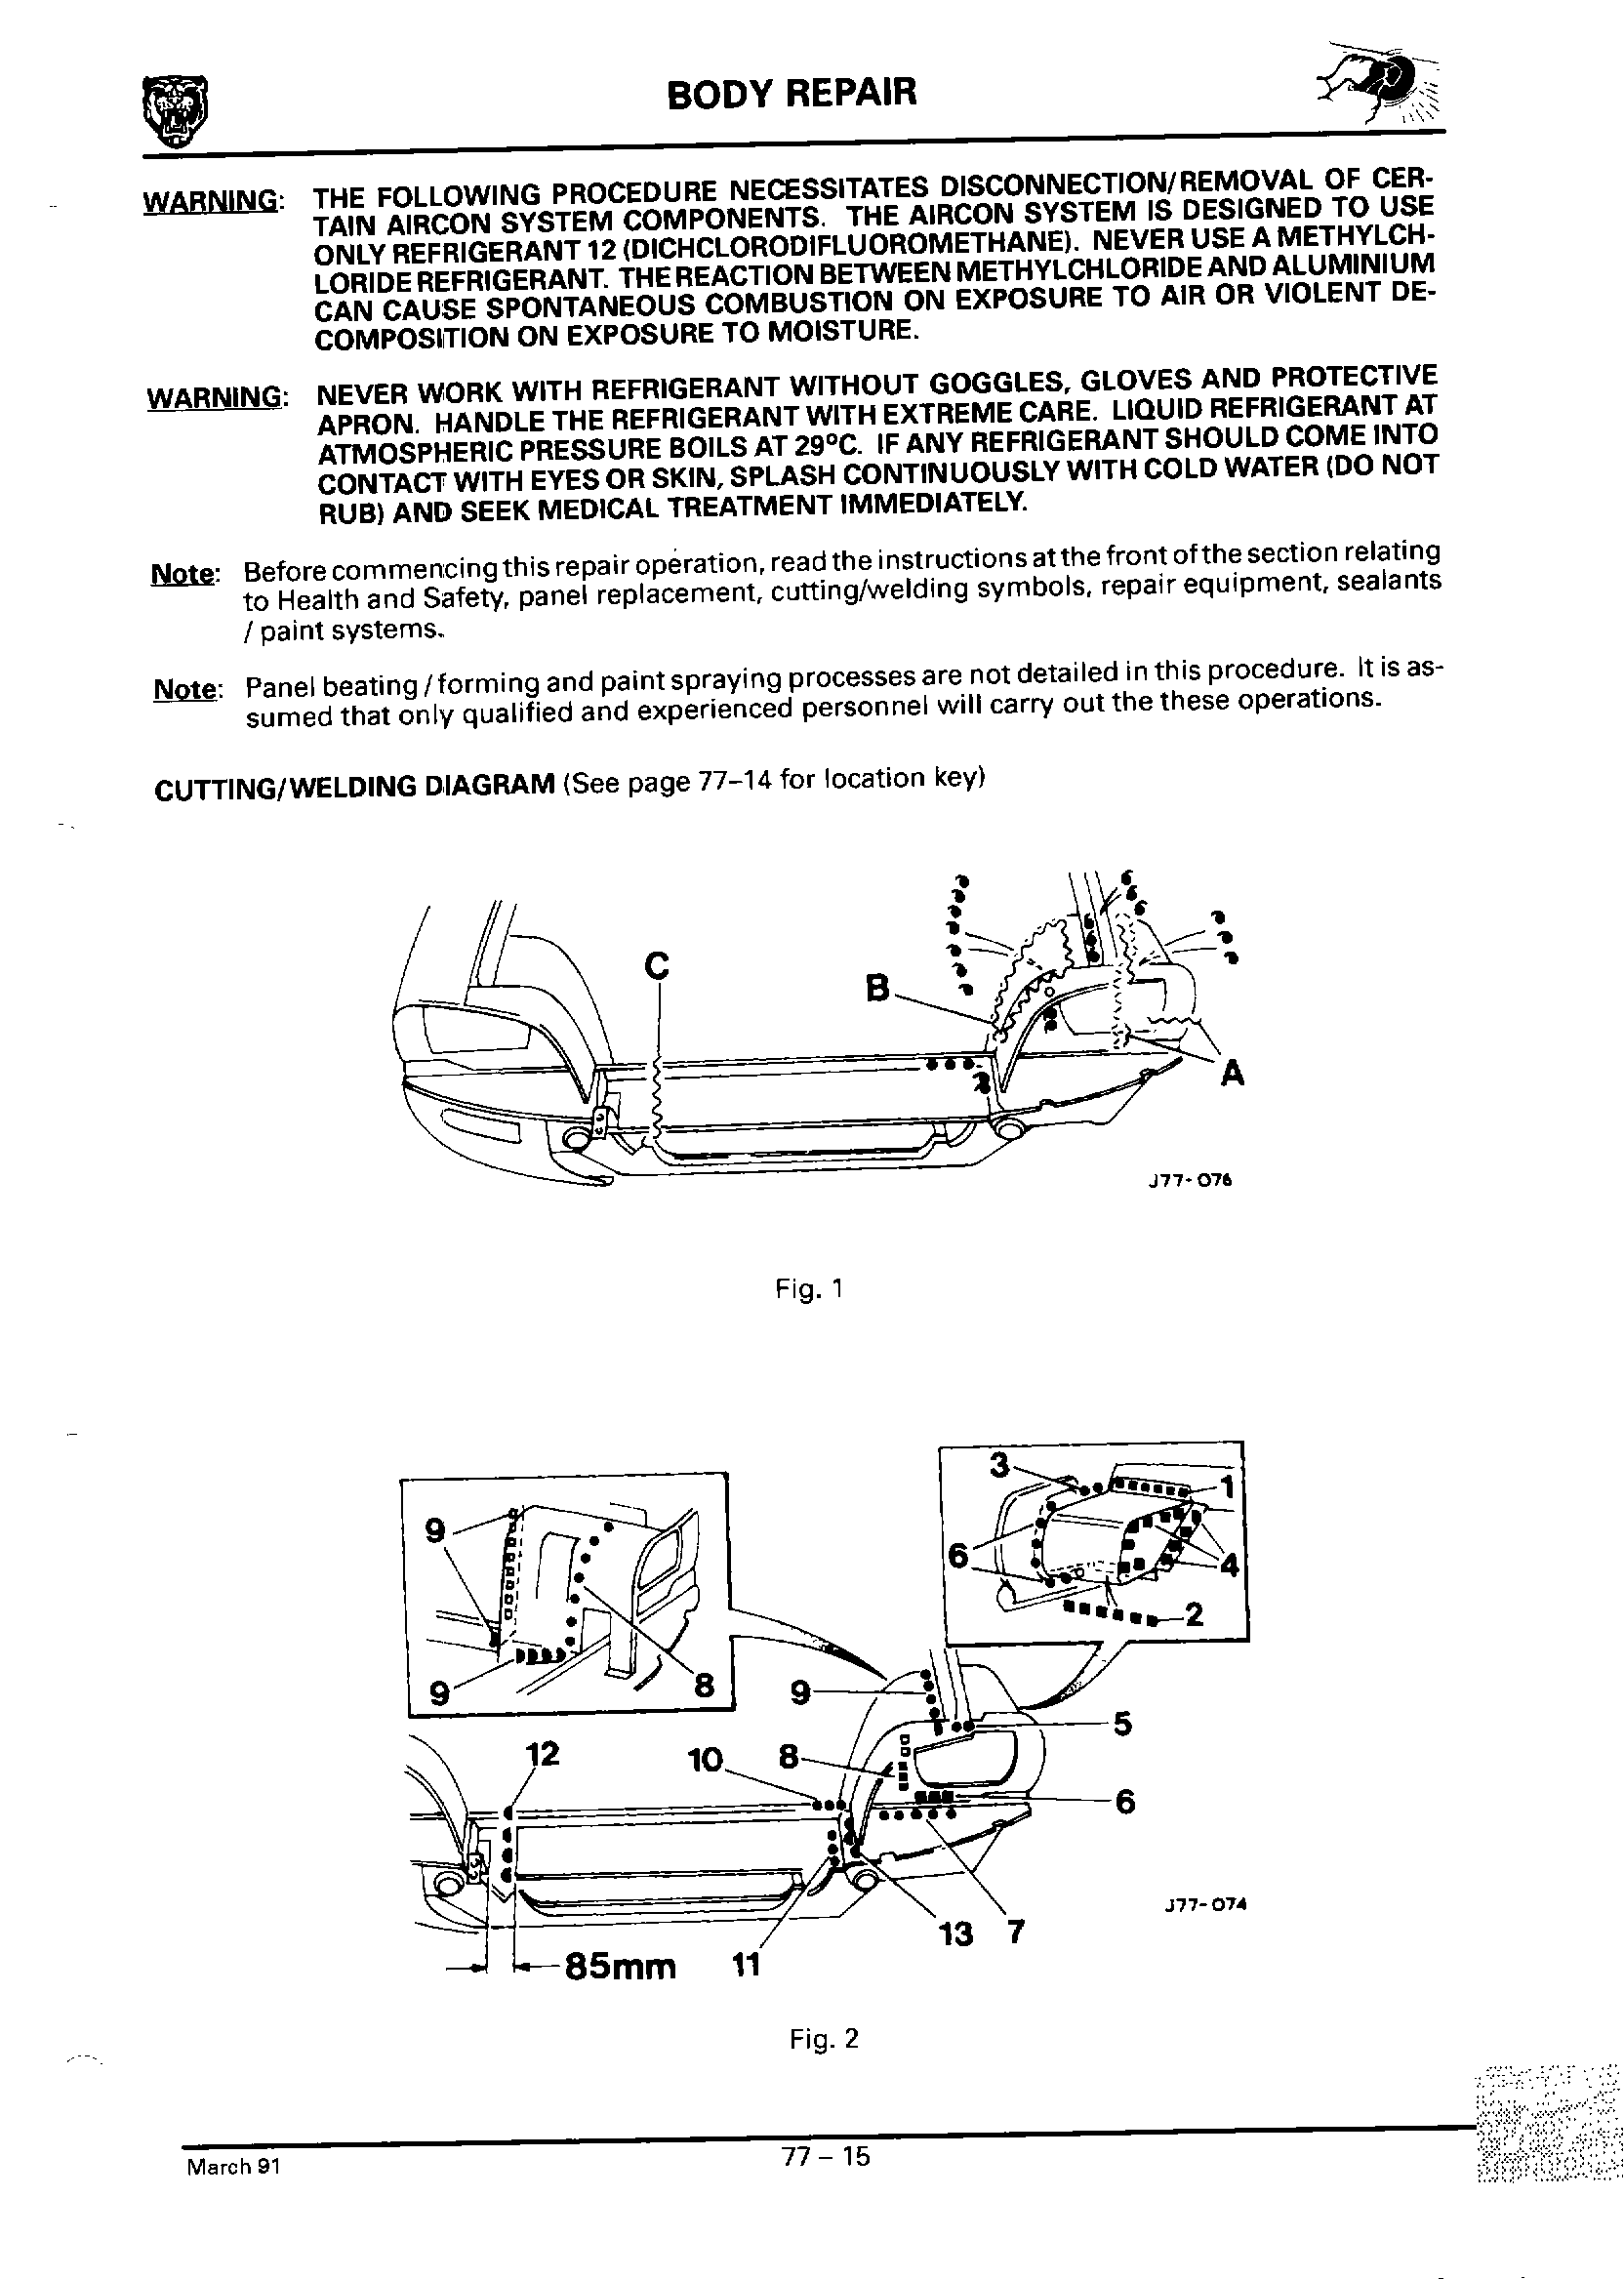 BODY REPAIR
WARNING: THE FOLLOWING PROCEDURE NECESSITATES DISCONNECTION/REMOVAL OF CER-
TAIN AIRCON SYSTEM COMPONENTS. THE AIRCON SYSTEM IS DESIGNED TO USE
ONLY REFRIGERANT 12 (DICHCLORODIFLUOROMETHANE). NEVER USE A METHYLCH-
LORIDE REFRIGERANT. THE REACTION BETWEEN METHYLCHLORIDE AND ALUMINIUM
CAN CAUSE SPONTANEOUS COMBUSTION ON EXPOSURE TO AIR OR VIOLENT DE-
COMPOSITION ON EXPOSURE TO MOISTURE.
WARNING: NEVER WORK WITH REFRIGERANT WITHOUT GOGGLES, GLOVES AND PROTECTIVE
APRON. HANDLE THE REFRIGERANT WITH EXTREME CARE. LIQUID REFRIGERANT AT
ATMOSPHERIC PRESSURE BOILS AT 29°C. IF ANY REFRIGERANT SHOULD COME INTO
CONTACT WITH EYES OR SKIN, SPLASH CONTINUOUSLY WITH COLD WATER (DO NOT
RUB) AND SEEK MEDICAL TREATMENT IMMEDIATELY.
Note: Before commencing this repair operation, read the instructions at the front of the section relating
to Health and Safety, panel replacement, cutting/welding symbols, repair equipment, sealants
/ paint systems.
Note: Panel beating / forming and paint spraying processes are not detailed in this procedure. It is as-
sumed that only qualified and experienced personnel will carry out the these operations.
CUTTING/WELDING DIAGRAM (See page 77–14 for location key)
C
B
A
J77-076
Fig. 1
3
1
9
6
4
2
9
8
9
5
12
10
8
6
J77-074
13
7
85mm
11
Fig. 2
March 91
77 – 15